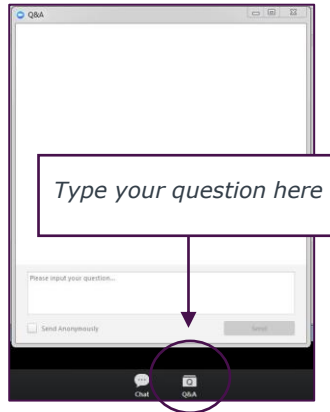 Q&A
Type your question here
Please input your question...
Send Anonymously
Send
Chat
Q&A